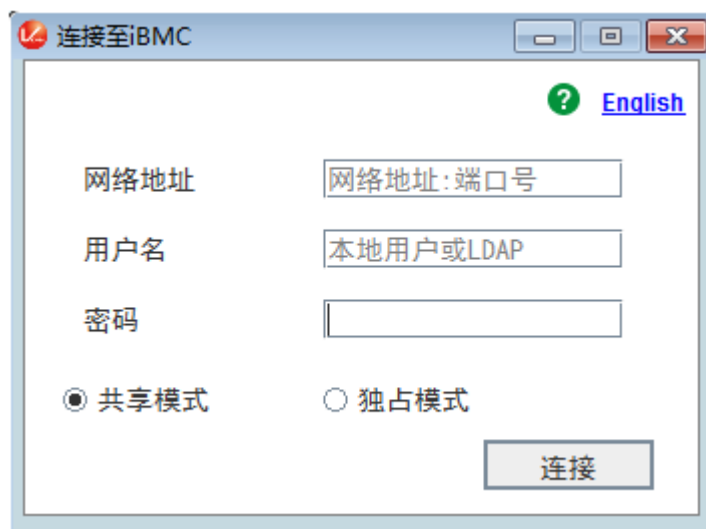 连接至iBMC
English
网络地址 网络地址:端口号
用户名 本地用户或LDAP
密码
共享模式 独占模式
连接